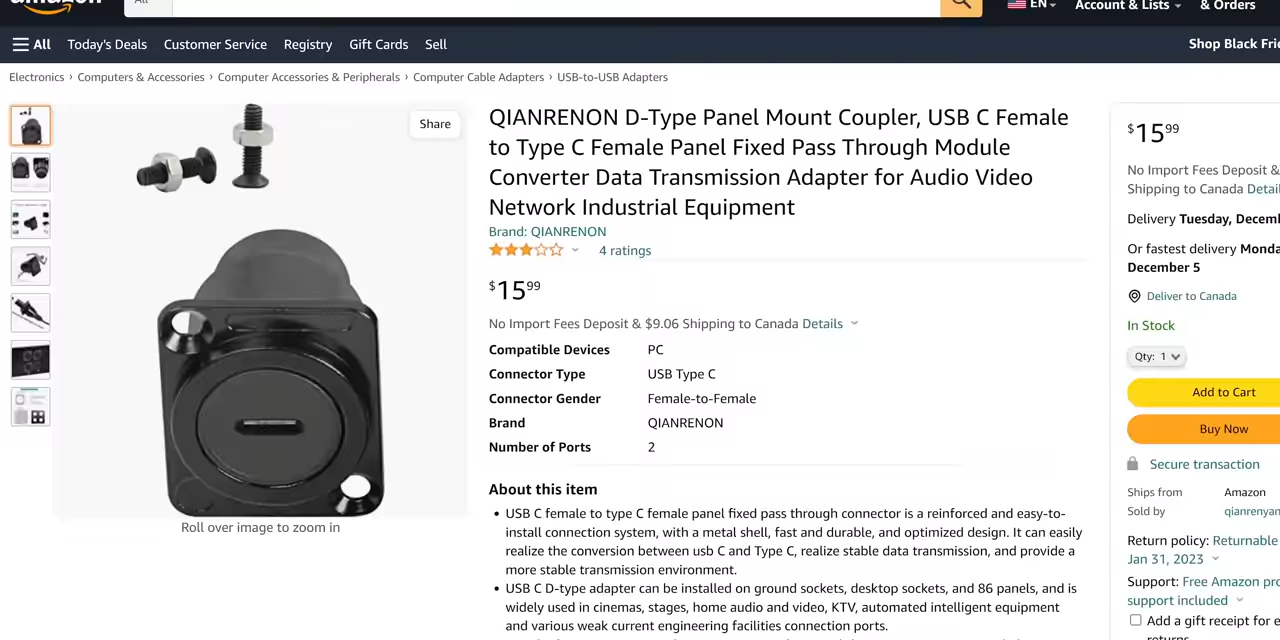 All
EN
Account & Lists
& Orders
All
Today's Deals
Customer Service
Registry
Gift Cards
Sell
Shop Black
Electronics › Computers & Accessories › Computer Accessories & Peripherals › Computer Cable Adapters › USB-to-USB Adapters
Share
Roll over image to zoom in
QIANRENON D-Type Panel Mount Coupler, USB C Female
to Type C Female Panel Fixed Pass Through Module
Converter Data Transmission Adapter for Audio Video
Network Industrial Equipment
Brand: QIANRENON
4 ratings
$15.99
No Import Fees Deposit & $9.06 Shipping to Canada Details
Compatible Devices PC
Connector Type USB Type C
Connector Gender Female-to-Female
Brand QIANRENON
Number of Ports 2
About this item
• USB C female to type C female panel fixed pass through connector is a reinforced and easy-to-
install connection system, with a metal shell, fast and durable, and optimized design. It can easily
realize the conversion between usb C and Type C, realize stable data transmission, and provide a
more stable transmission environment.
• USB C D-type adapter can be installed on ground sockets, desktop sockets, and 86 panels, and is
widely used in cinemas, stages, home audio and video, KTV, automated intelligent equipment
and various weak current engineering facilities connection ports.
$15.99
No Import Fees Deposit &
Shipping to Canada
Delivery Tuesday,
Or fastest delivery
December 5
Deliver to Canada
In Stock
Qty: 1
Add to Cart
Buy Now
Secure transaction
Ships from Amazon
Sold by
Return policy: Returnable
Jan 31, 2023
Support: Free Amazon
support included
Add a gift receipt for